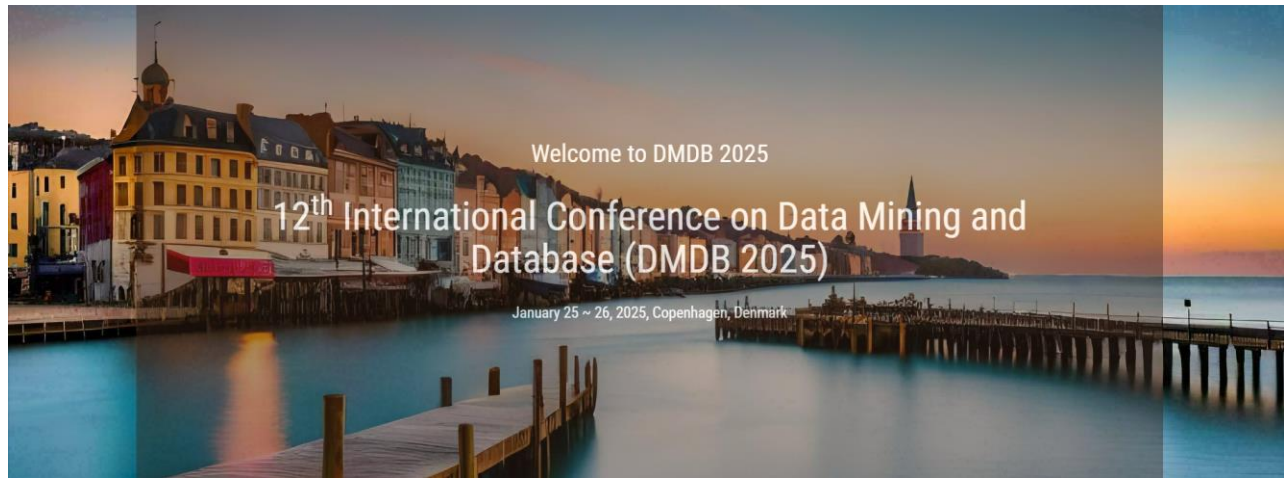 Welcome to DMDB 2025
12th International Conference on Data Mining and
Database (DMDB 2025)
January 25 ~ 26, 2025, Copenhagen, Denmark